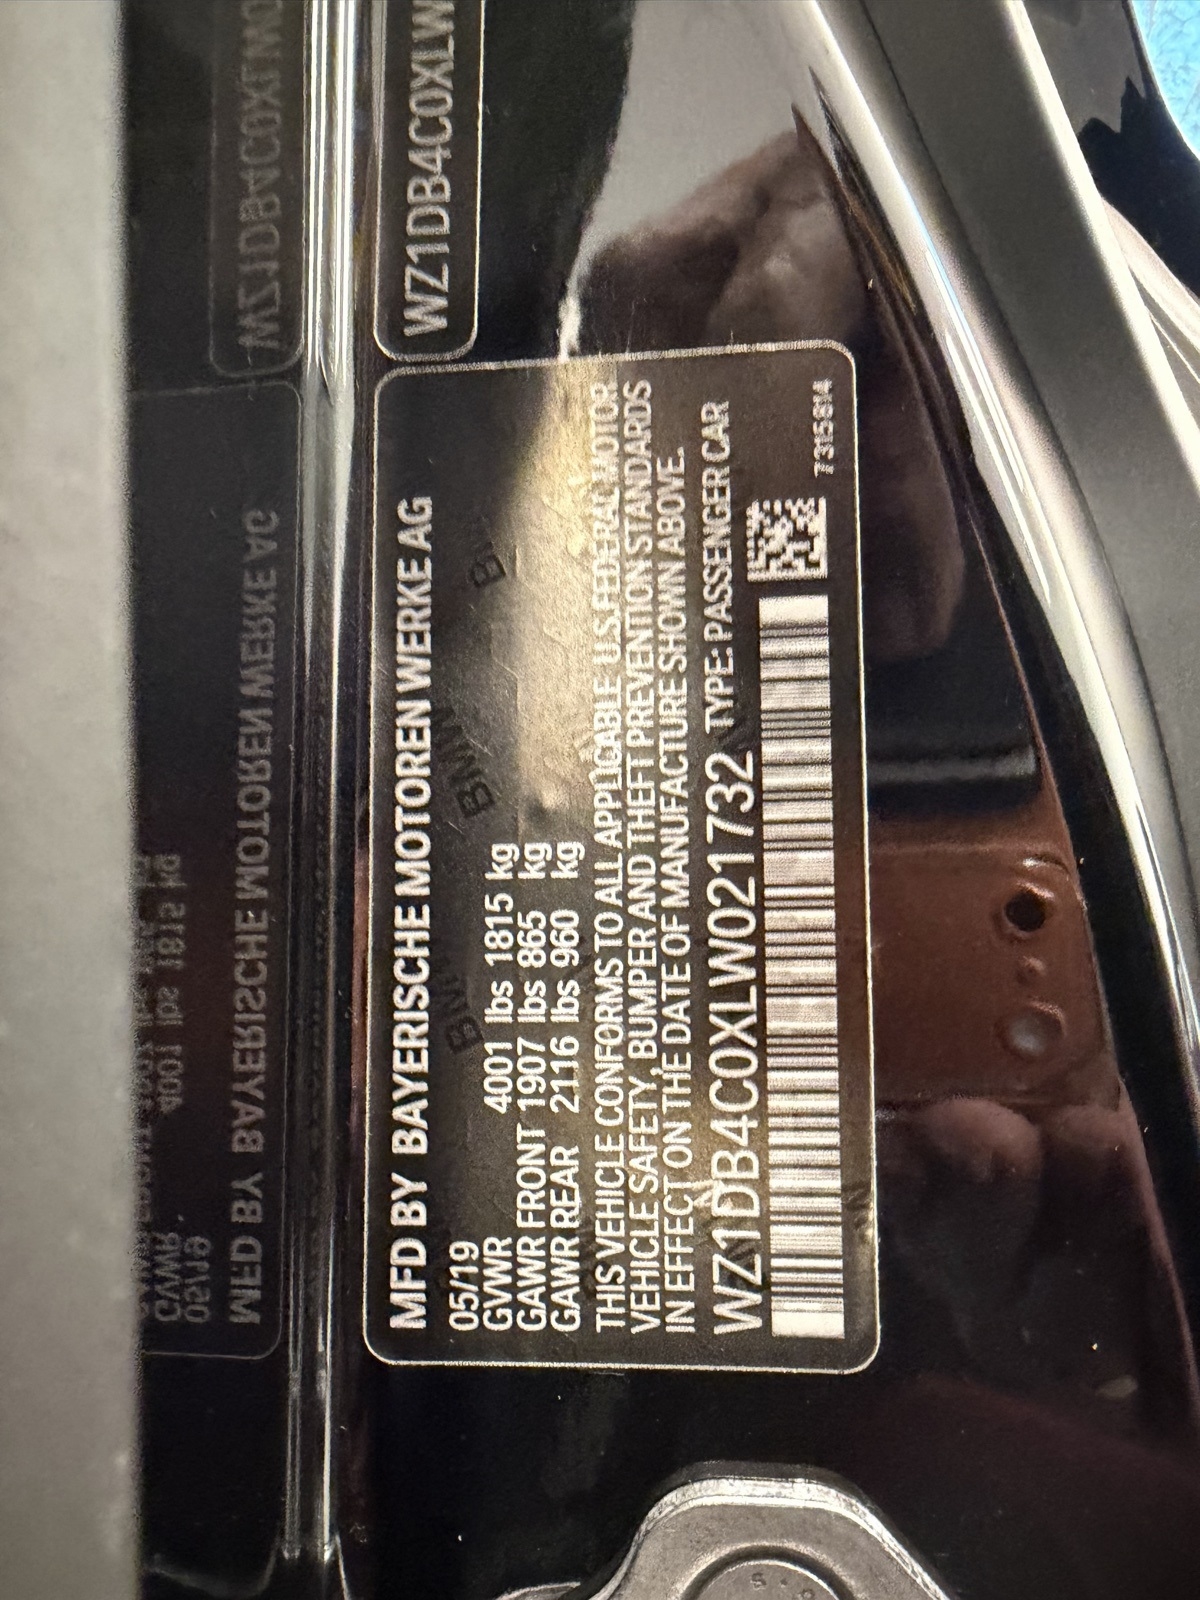 WZ1DB4C0XLW
MFD BY BAYERISCHE MOTOREN WERKE AG
05/19
GVWR 4001 lbs 1815 kg
GAWR FRONT 1907 lbs 865 kg
GAWR REAR 2116 lbs 960 kg
THIS VEHICLE CONFORMS TO ALL APPLICABLE U.S.FEDERAL MOTOR
VEHICLE SAFETY, BUMPER AND THEFT PREVENTION STANDARDS
IN EFFECT ON THE DATE OF MANUFACTURE SHOWN ABOVE.
WZ1DB4C0XLW021732 TYPE: PASSENGER CAR
7315814
BMW